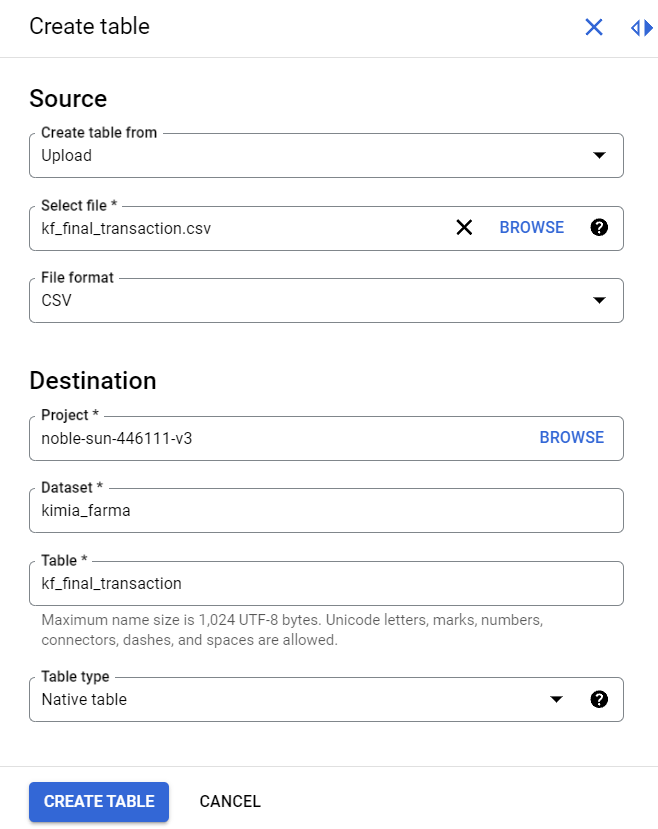 Create table
Source
Create table from
Upload
Select file *
kf_final_transaction.csv
BROWSE
?
File format
CSV
Destination
Project *
noble-sun-446111-v3
BROWSE
Dataset *
kimia_farma
Table *
kf_final_transaction
Maximum name size is 1,024 UTF-8 bytes. Unicode letters, marks, numbers,
connectors, dashes, and spaces are allowed.
Table type
Native table
?
CREATE TABLE
CANCEL